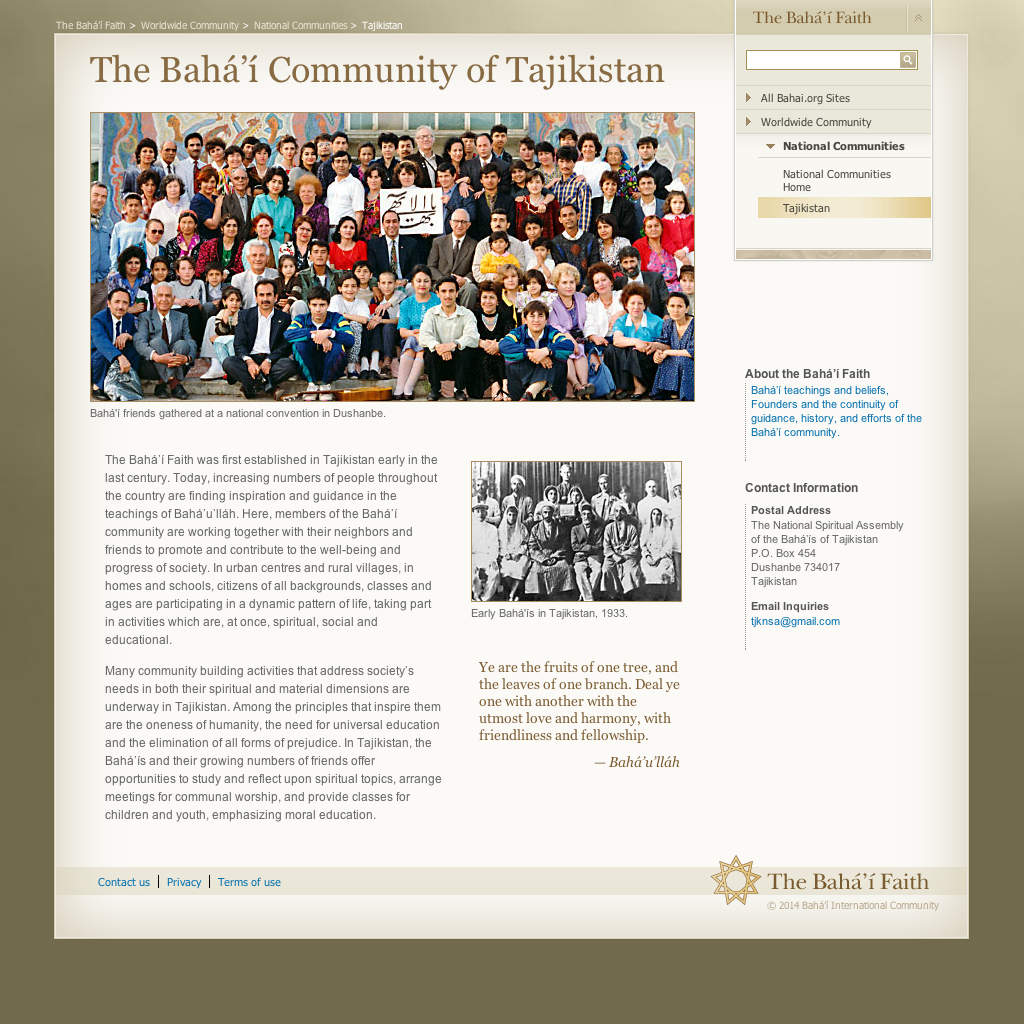 The Bahá'í Faith > Worldwide Community > National Communities > Tajikistan
The Bahá’í Faith
The Bahá’í Community of Tajikistan
All Bahai.org Sites
Worldwide Community
National Communities
National Communities
Home
Tajikistan
Bahá'í friends gathered at a national convention in Dushanbe.
The Bahá’í Faith was first established in Tajikistan early in the
last century. Today, increasing numbers of people throughout
the country are finding inspiration and guidance in the
teachings of Bahá’u’lláh. Here, members of the Bahá’í
community are working together with their neighbors and
friends to promote and contribute to the well-being and
progress of society. In urban centres and rural villages, in
homes and schools, citizens of all backgrounds, classes and
ages are participating in a dynamic pattern of life, taking part
in activities which are, at once, spiritual, social and
educational.
Many community building activities that address society’s
needs in both their spiritual and material dimensions are
underway in Tajikistan. Among the principles that inspire them
are the oneness of humanity, the need for universal education
and the elimination of all forms of prejudice. In Tajikistan, the
Bahá’ís and their growing numbers of friends offer
opportunities to study and reflect upon spiritual topics, arrange
meetings for communal worship, and provide classes for
children and youth, emphasizing moral education.
Early Bahá'ís in Tajikistan, 1933.
Ye are the fruits of one tree, and
the leaves of one branch. Deal ye
one with another with the
utmost love and harmony, with
friendliness and fellowship.
— Bahá’u’lláh
About the Bahá’í Faith
Bahá’í teachings and beliefs,
Founders and the continuity of
guidance, history, and efforts of the
Bahá’í community.
Contact Information
Postal Address
The National Spiritual Assembly
of the Bahá’ís of Tajikistan
P.O. Box 454
Dushanbe 734017
Tajikistan
Email Inquiries
tjknsa@gmail.com
Contact us | Privacy | Terms of use
The Bahá’í Faith
© 2014 Bahá’í International Community